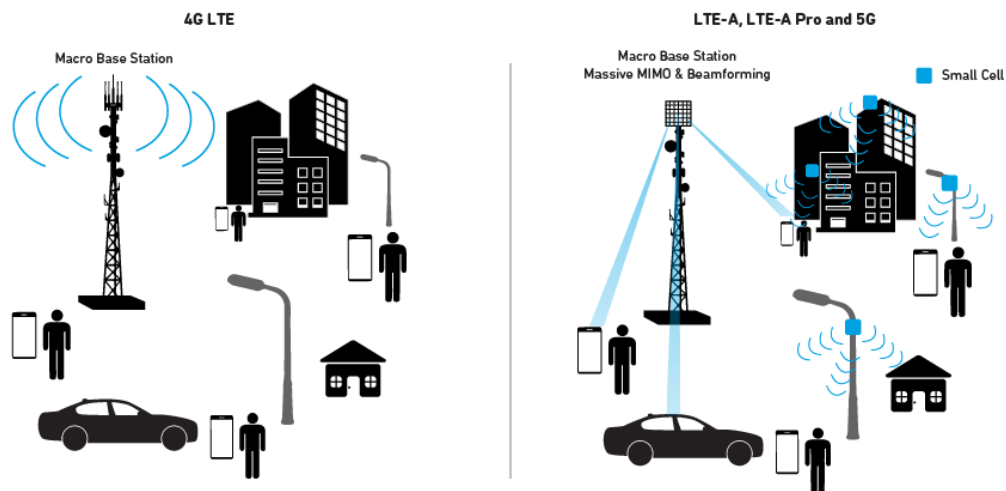 4G LTE
Macro Base Station
LTE-A, LTE-A Pro and 5G
Macro Base Station
Massive MIMO & Beamforming
Small Cell